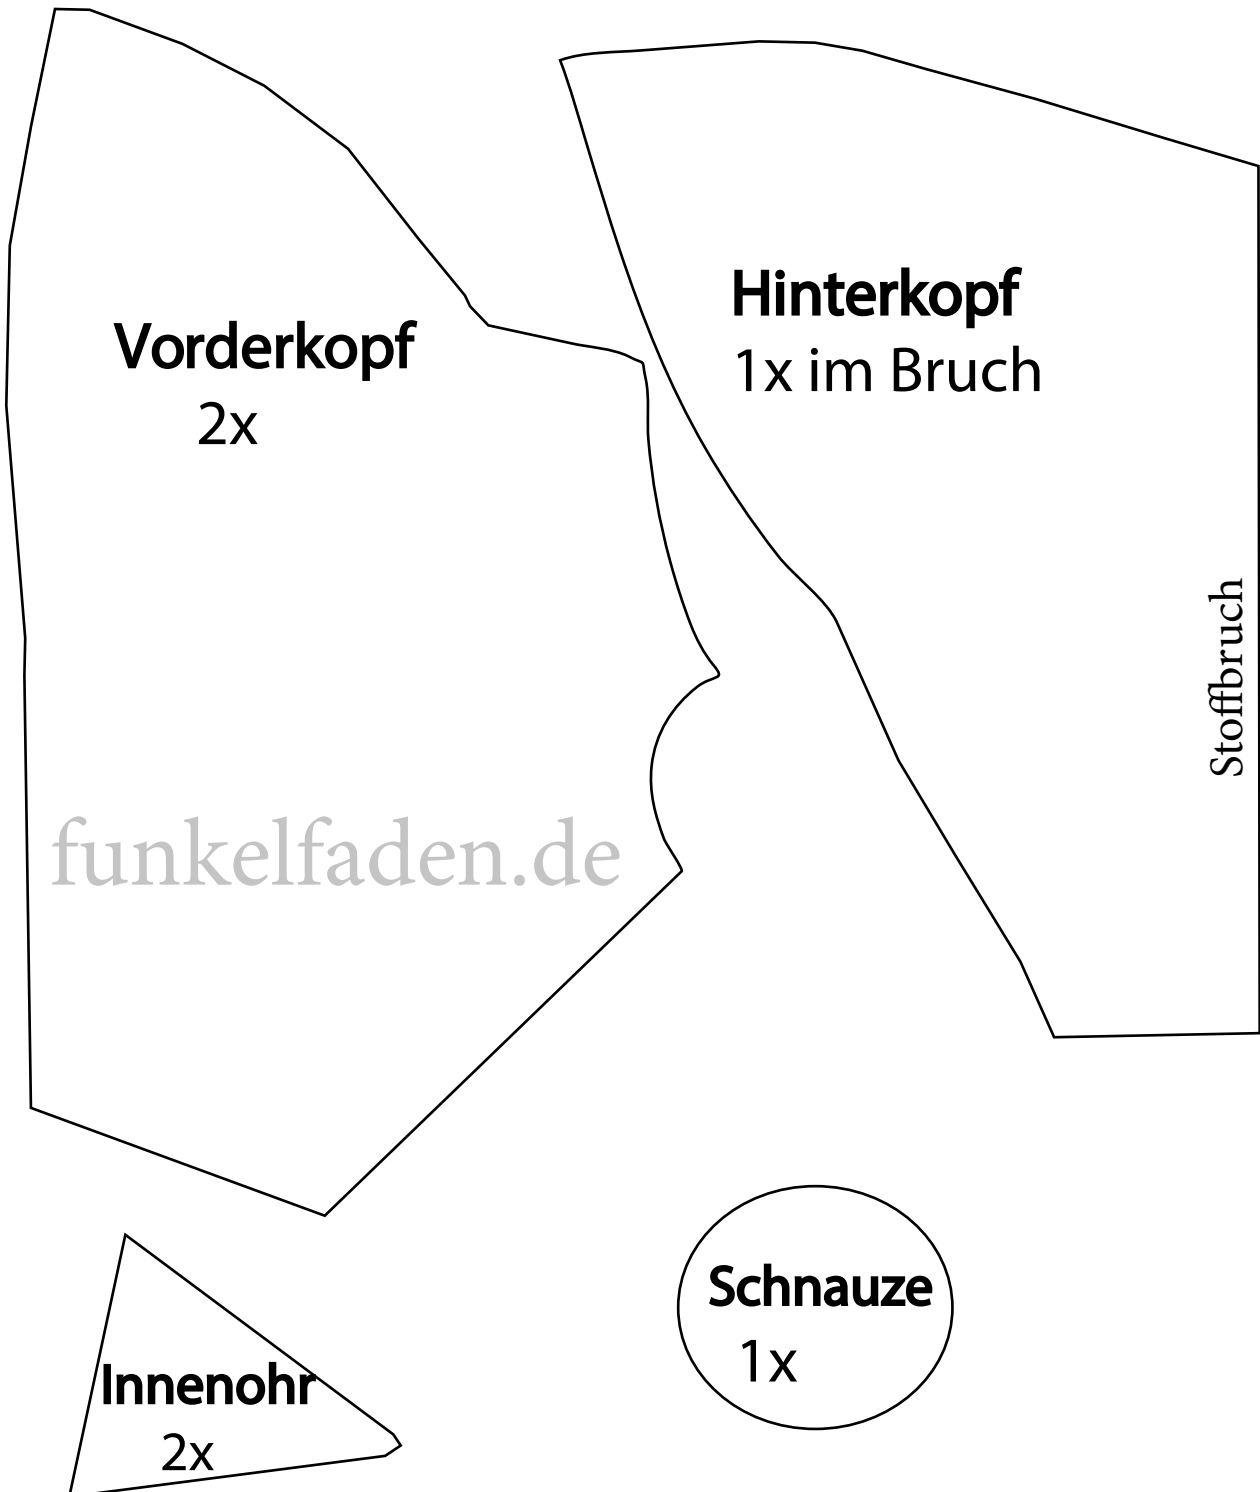 Vorderkopf
2x
Hinterkopf
1x im Bruch
Stoffbruch
funkelfaden.de
Schnauze
1x
Innenohr
2x